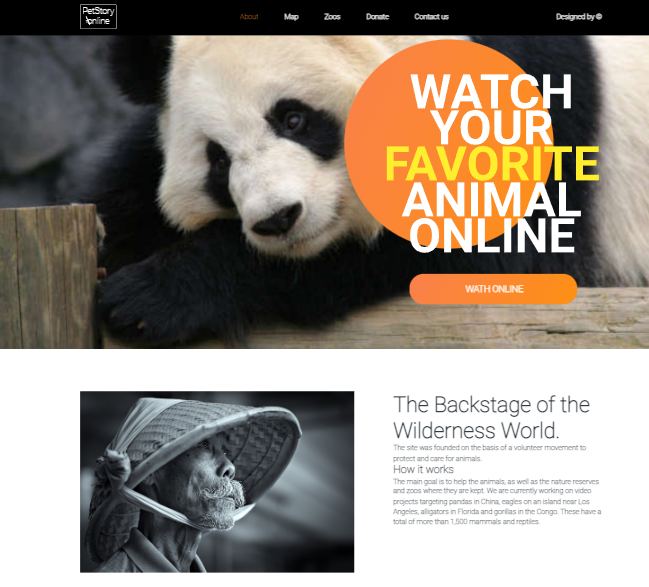 PetStory
online
About Map Zoos Donate Contact us Designed by ©
WATCH
YOUR
FAVORITE
ANIMAL
ONLINE
WATH ONLINE
The Backstage of the
Wilderness World.
The site was founded on the basis of a volunteer movement to
protect and care for animals.
How it works
The main goal is to help the animals, as well as the nature reserves
and zoos where they are kept. We are currently working on video
projects targeting pandas in China, eagles on an island near Los
Angeles, alligators in Florida and gorillas in the Congo. These have a
total of more than 1,500 mammals and reptiles.